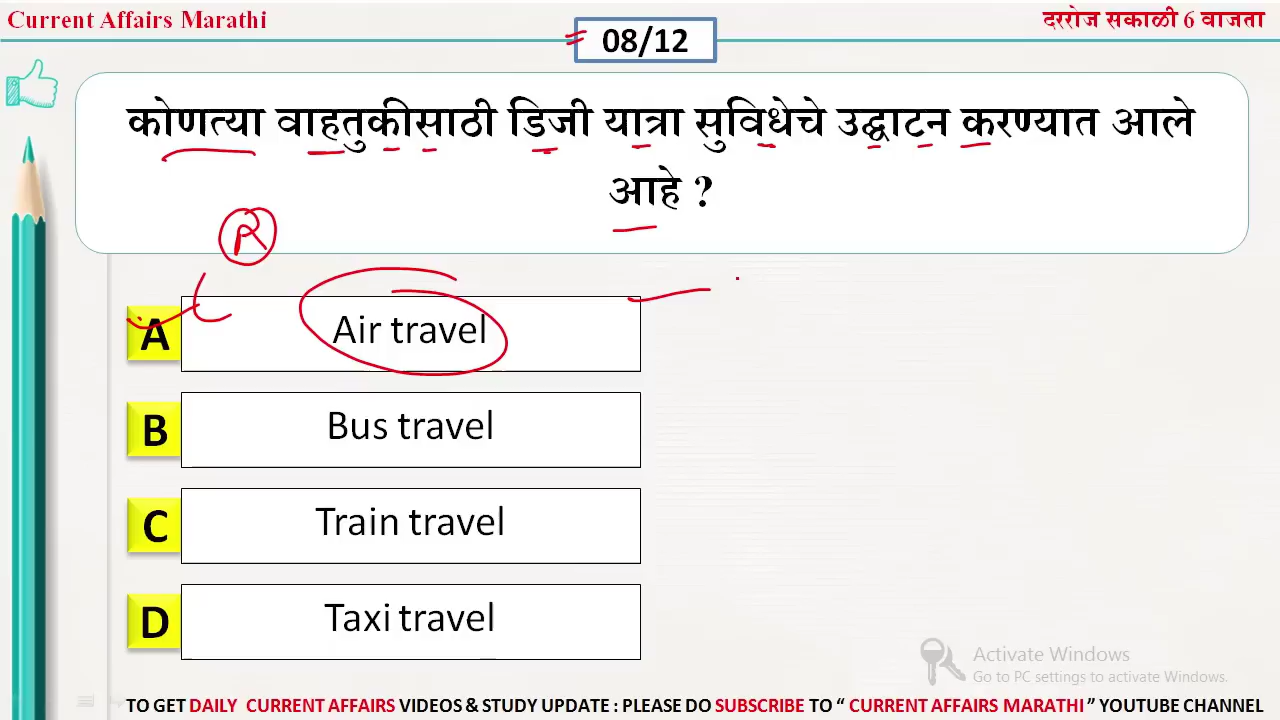 Current Affairs Marathi
दररोज सकाळी 6 वाजता
08/12
कोणत्या वाहतुकीसाठी डिजी यात्रा सुविधेचे उद्घाटन करण्यात आले
आहे ?
R
A
Air travel
B
Bus travel
C
Train travel
D
Taxi travel
Activate Windows
Go to PC settings to activate Windows.
TO GET DAILY CURRENT AFFAIRS VIDEOS & STUDY UPDATE : PLEASE DO SUBSCRIBE TO “ CURRENT AFFAIRS MARATHI ” YOUTUBE CHANNEL